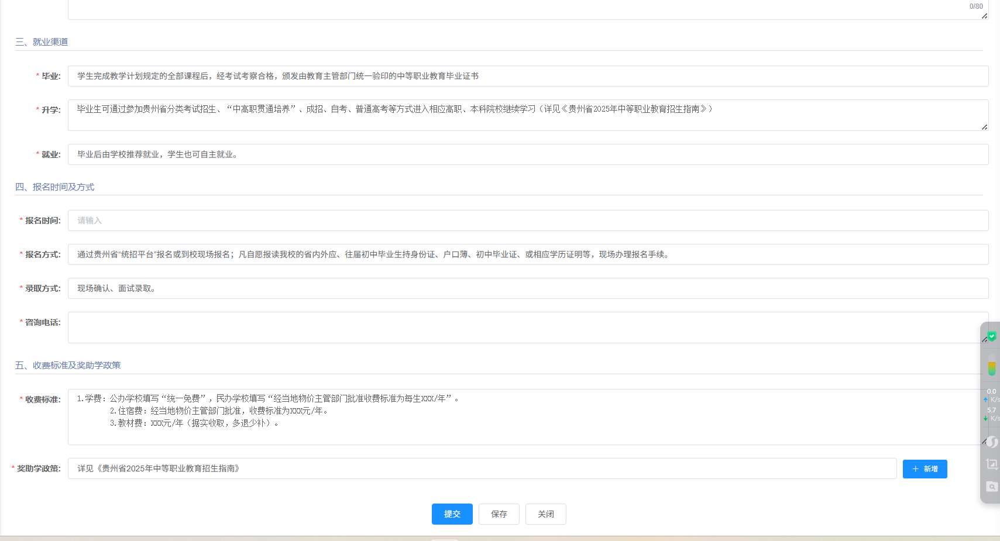 0/80
三、就业渠道
* 毕业: 学生完成教学计划规定的全部课程后，经考试考察合格，颁发由教育主管部门统一验印的中等职业教育毕业证书
* 升学: 毕业生可通过参加贵州省分类考试招生、“中高职贯通培养”、成招、自考、普通高考等方式进入相应高职、本科院校继续学习（详见《贵州省2025年中等职业教育招生指南》）
* 就业: 毕业后由学校推荐就业，学生也可自主就业。
四、报名时间及方式
* 报名时间: 请输入
* 报名方式: 通过贵州省“统招平台”报名或到校现场报名；凡自愿报读我校的省内外应、往届初中毕业生持身份证、户口薄、初中毕业证、或相应学历证明等，现场办理报名手续。
* 录取方式: 现场确认、面试录取。
* 咨询电话:
五、收费标准及奖助学政策
* 收费标准: 1.学费：公办学校填写“统一免费”，民办学校填写“经当地物价主管部门批准收费标准为每生XXX/年”。
2.住宿费：经当地物价主管部门批准，收费标准为XXX元/年。
3.教材费：XXX元/年（据实收取，多退少补）。
* 奖助学政策: 详见《贵州省2025年中等职业教育招生指南》 + 新增
提交 保存 关闭
0.0
K/s
5.7
K/s